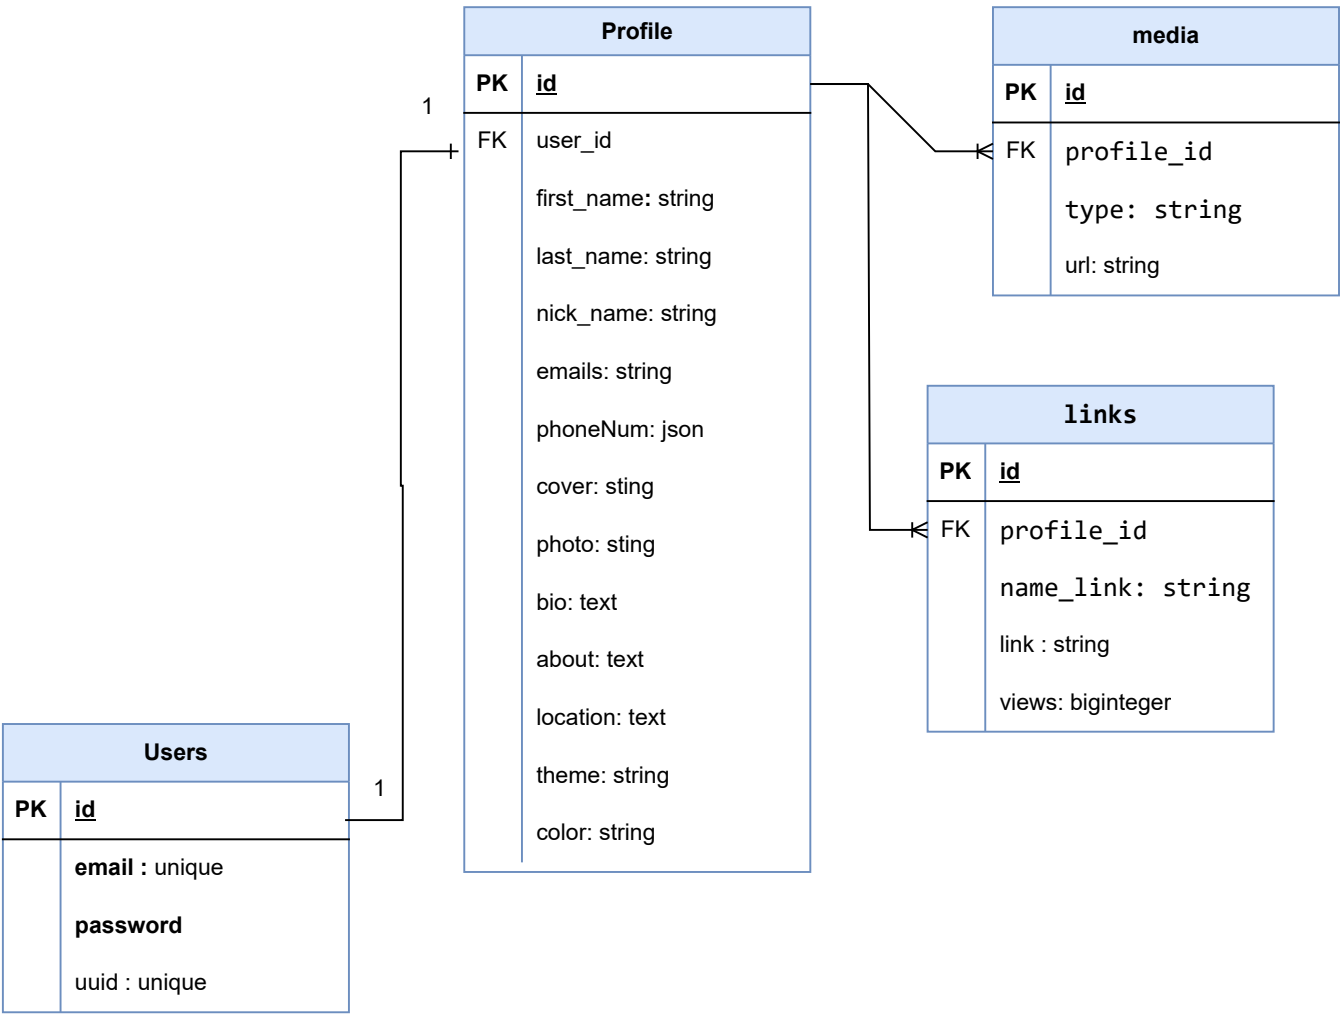 Profile
PK id
FK user_id
first_name: string
last_name: string
nick_name: string
emails: string
phoneNum: json
cover: sting
photo: sting
bio: text
about: text
location: text
theme: string
color: string
media
PK id
FK profile_id
type: string
url: string
links
PK id
FK profile_id
name_link: string
link : string
views: biginteger
1
1
Users
PK id
email : unique
password
uuid : unique